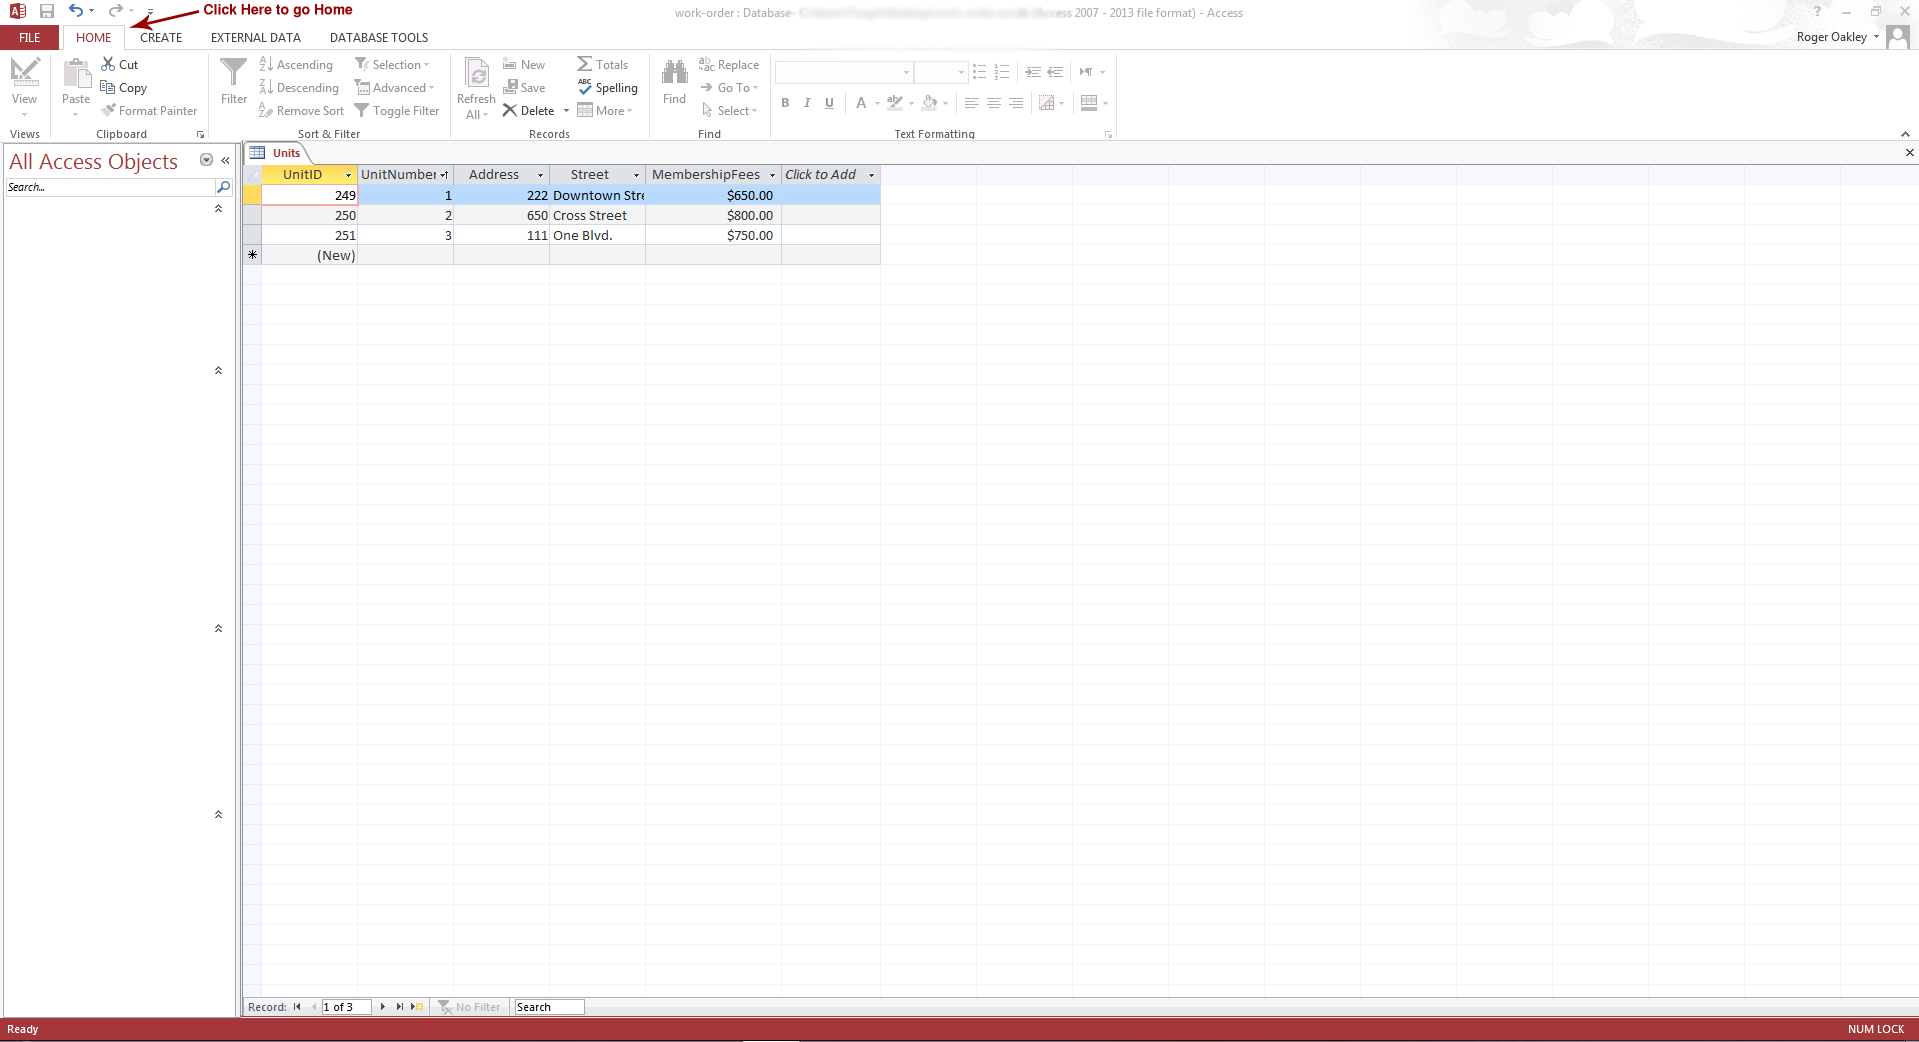 Click Here to go Home
work-order : Database- 2007 - 2013 file format) - Access
?
FILE HOME CREATE EXTERNAL DATA DATABASE TOOLS
Roger Oakley
View
Views
Paste
Cut
Copy
Format Painter
Clipboard
Filter
Ascending
Descending
Remove Sort
Selection
Advanced
Toggle Filter
Sort & Filter
Refresh
All
New
Save
Delete
Totals
Spelling
More
Records
Find
Replace
Go To
Select
Find
B I U A
Text Formatting
All Access Objects
Search...
Units
UnitID UnitNumber Address Street MembershipFees Click to Add
249 1 222 Downtown Stre $650.00
250 2 650 Cross Street $800.00
251 3 111 One Blvd. $750.00
(New)
Record: 1 of 3 No Filter Search
Ready NUM LOCK